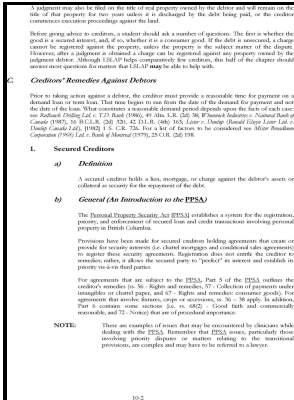 A judgment may also be filed on the title of real property owned by the debtor and will remain on the
title of that property for two years unless it is discharged by the debt being paid, or the creditor
commences execution proceedings against the land.
Before giving advice to creditors, a student should ask a number of questions. The first is whether the
good is a secured interest, and, if so, whether it is a consumer good. If the debt is unsecured, a charge
cannot be registered against the property, unless the property is the subject matter of the dispute.
However, after a judgment is obtained a charge can be registered against any property owned by the
judgment debtor. Although LSLAP helps comparatively few creditors, this half of the chapter should
answer most questions for matters that LSLAP may be able to help with.
C. Creditors' Remedies Against Debtors
Prior to taking action against a debtor, the creditor must provide a reasonable time for payment on a
demand loan or term loan. That time begins to run from the date of the demand for payment and not
the date of the loan. What constitutes a reasonable demand period depends upon the facts of each case:
see Redkanh Drilling Ltd. v. T.D. Bank (1986), 49 Alta. L.R. (2d) 38; Whonnock Industries v. National Bank of
Canada (1987), 16 B.C.L.R. (2d) 320, 42 D.L.R. (4th) 165; Lister v. Dunlop (Ronald Elwyn Lister Ltd. v.
Dunlop Canada Ltd.), [1982] 1 S. C.R. 726. For a list of factors to be considered see Mister Broadloom
Corporation (1968) Ltd. v. Bank of Montreal (1979), 25 O.R. (2d) 198.
1. Secured Creditors
a) Definition
A secured creditor holds a lien, mortgage, or charge against the debtor's assets or
collateral as security for the repayment of the debt.
b) General (An Introduction to the PPSA)
The Personal Property Security Act [PPSA] establishes a system for the registration,
priority, and enforcement of secured loan and credit transactions involving personal
property in British Columbia.
Provisions have been made for secured creditors holding agreements that create or
provide for security interests (i.e. chattel mortgages and conditional sales agreements)
to register these security agreements. Registration does not entitle the creditor to
remedies; rather, it allows the secured party to "perfect" its interest and establish its
priority vis-à-vis third parties.
For agreements that are subject to the PPSA, Part 5 of the PPSA outlines the
creditor's remedies (ss. 56 - Rights and remedies, 57 - Collection of payments under
intangibles or chattel paper, and 67 - Rights and remedies: consumer goods). For
agreements that involve fixtures, crops or accessions, ss. 36 – 38 apply. In addition,
Part 6 contains some sections (i.e. ss. 68(2) - Good faith and commercially
reasonable, and 72 - Notice) that are of procedural importance.
NOTE: These are examples of issues that may be encountered by clinicians while
dealing with the PPSA. Remember that PPSA issues, particularly those
involving priority disputes or matters relating to the transitional
provisions, are complex and may have to be referred to a lawyer.
10-2